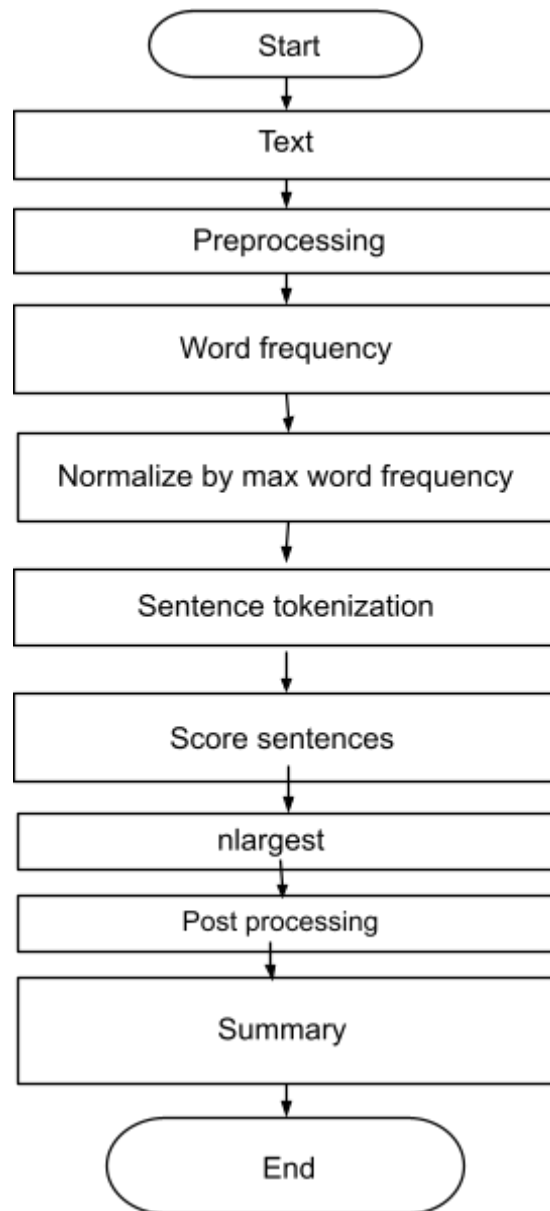 Start
Text
Preprocessing
Word frequency
Normalize by max word frequency
Sentence tokenization
Score sentences
nlargest
Post processing
Summary
End